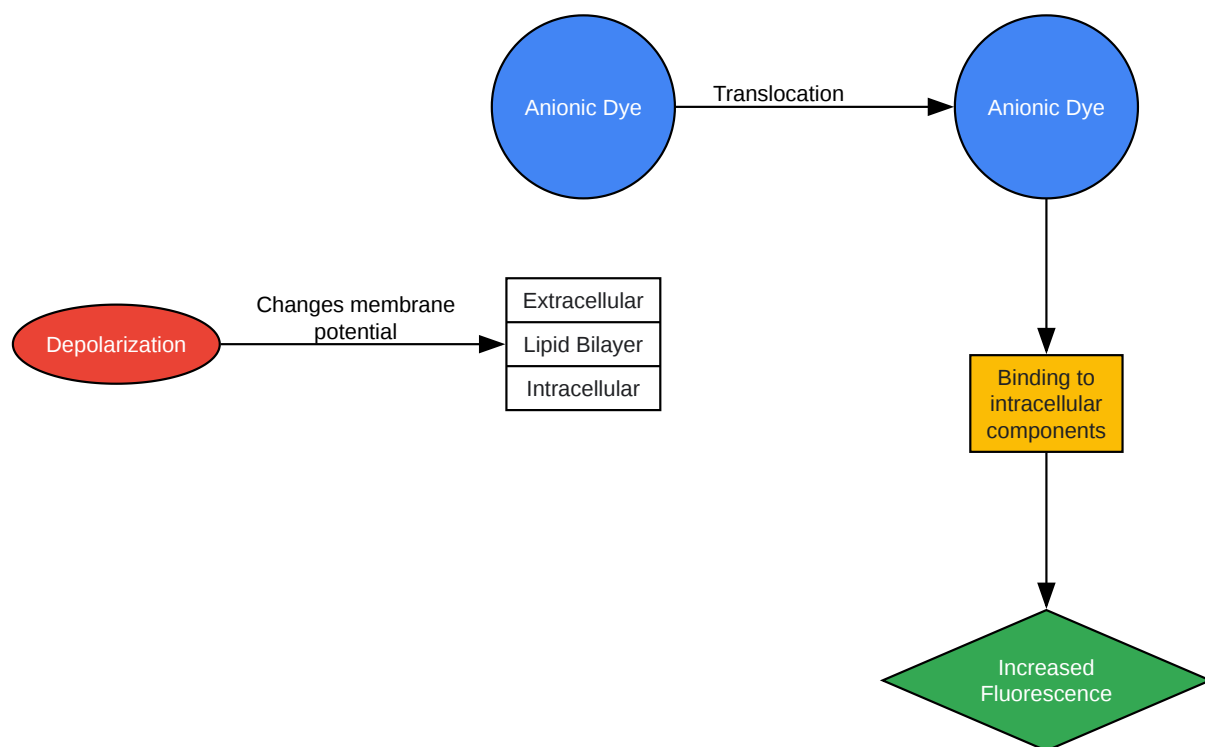 Anionic Dye
Translocation
Anionic Dye
Depolarization
Changes membrane
potential
Extracellular
Lipid Bilayer
Intracellular
Binding to
intracellular
components
Increased
Fluorescence